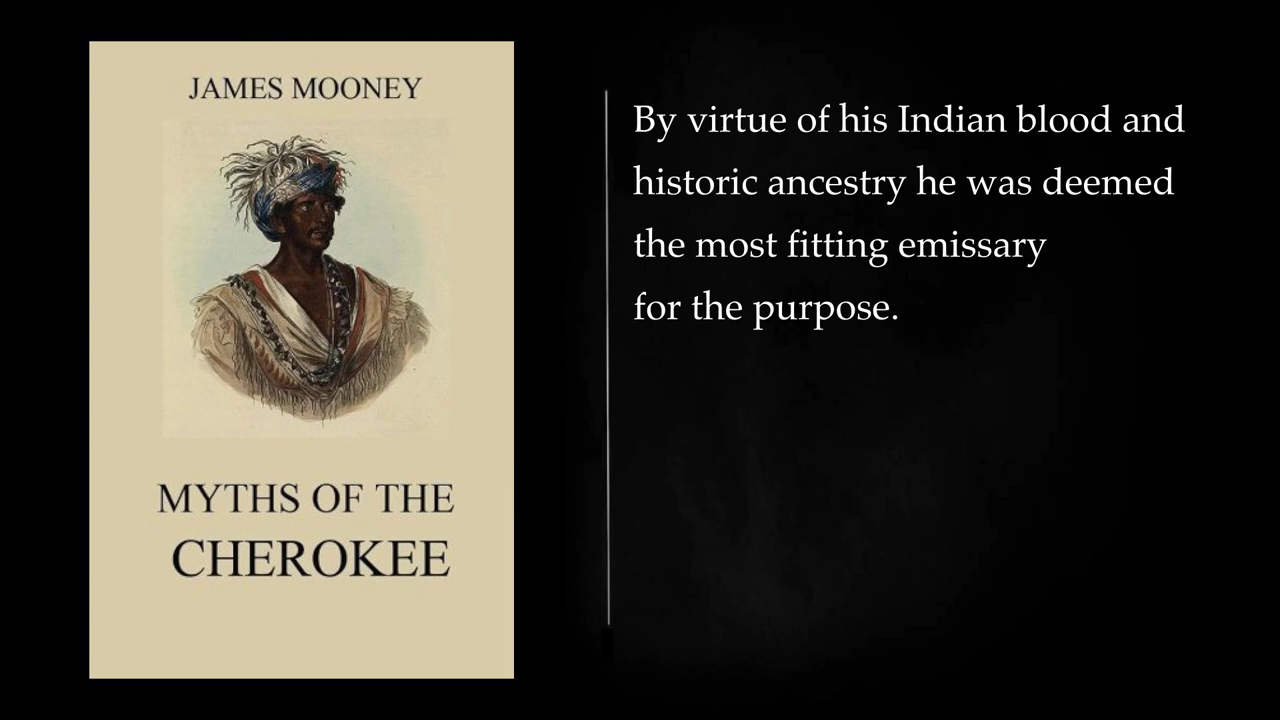 JAMES MOONEY
MYTHS OF THE
CHEROKEE
By virtue of his Indian blood and
historic ancestry he was deemed
the most fitting emissary
for the purpose.